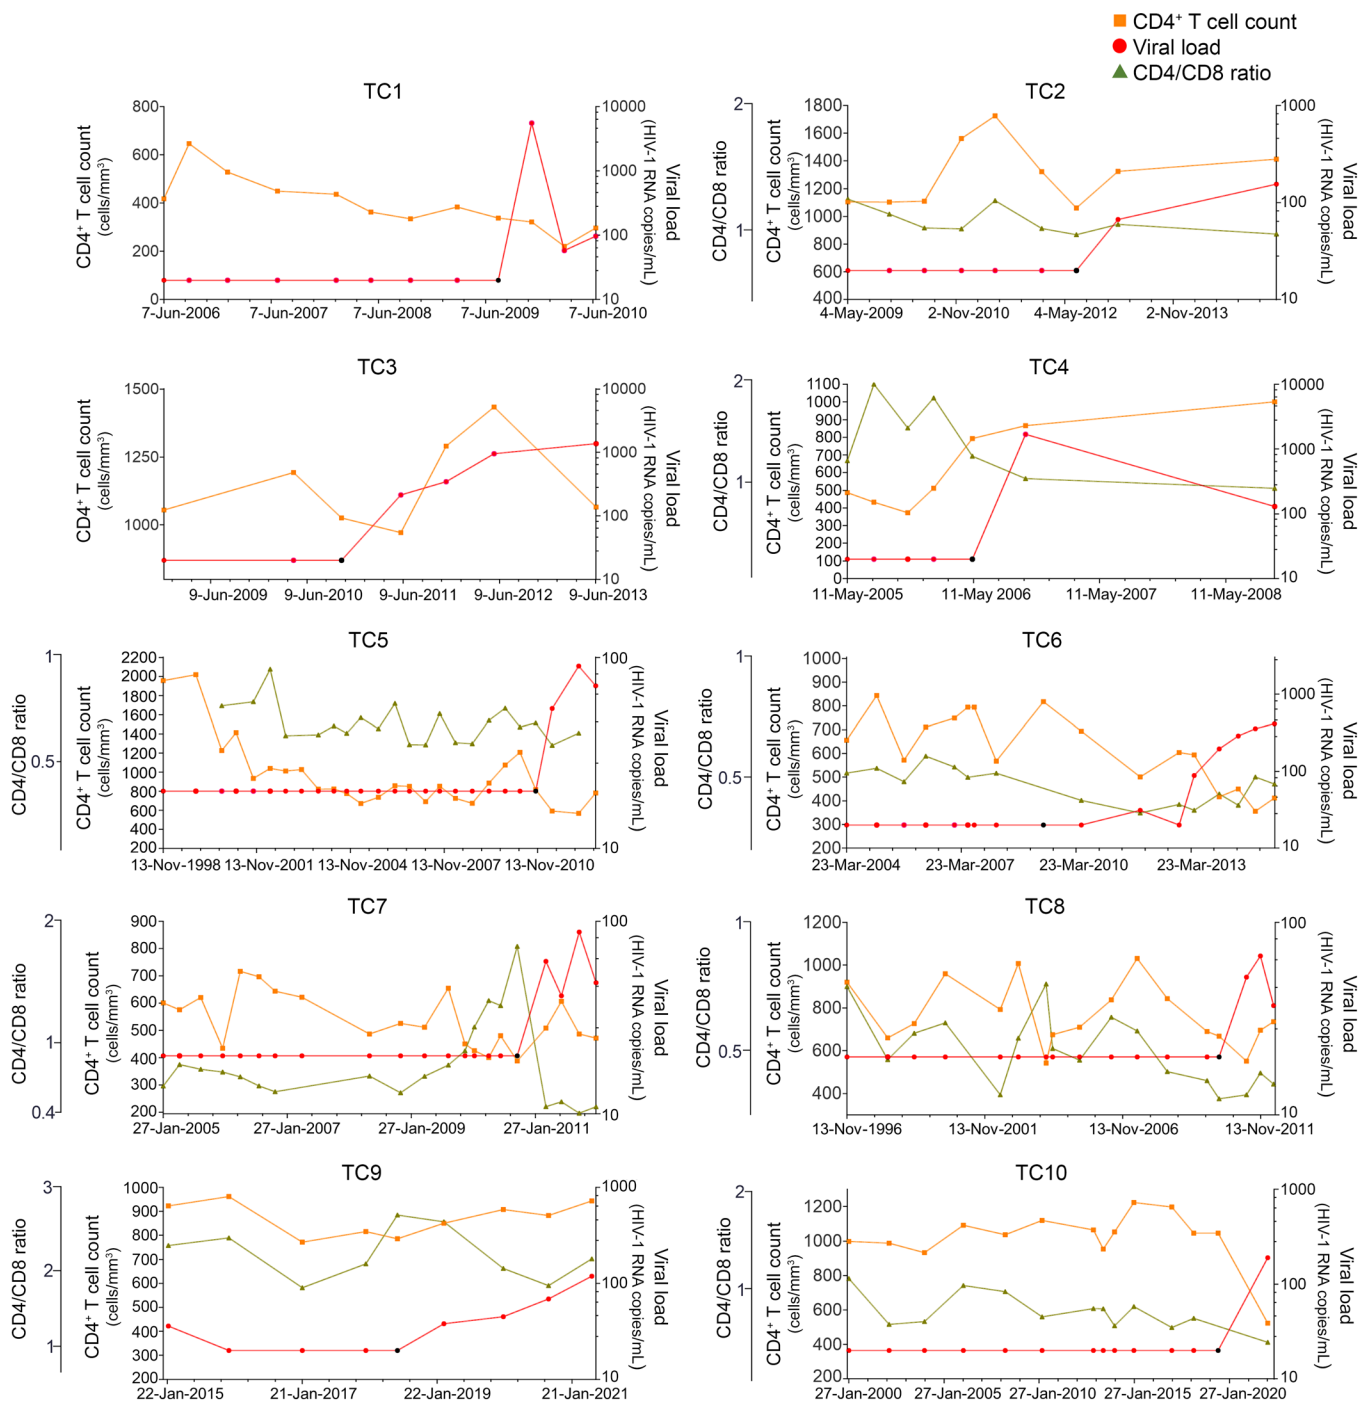 CD4⁺ T cell count
Viral load
CD4/CD8 ratio
TC1
CD4⁺ T cell count
(cells/mm³)
800
600
400
200
0
10000
1000
100
10
Viral load
(HIV-1 RNA copies/mL)
7-Jun-2006 7-Jun-2007 7-Jun-2008 7-Jun-2009 7-Jun-2010
TC2
CD4/CD8 ratio
2
1
CD4⁺ T cell count
(cells/mm³)
1800
1600
1400
1200
1000
800
600
400
1000
100
10
Viral load
(HIV-1 RNA copies/mL)
4-May-2009 2-Nov-2010 4-May-2012 2-Nov-2013
TC3
CD4⁺ T cell count
(cells/mm³)
1500
1250
1000
10000
1000
100
10
Viral load
(HIV-1 RNA copies/mL)
9-Jun-2009 9-Jun-2010 9-Jun-2011 9-Jun-2012 9-Jun-2013
TC4
CD4/CD8 ratio
2
1
CD4⁺ T cell count
(cells/mm³)
1100
1000
900
800
700
600
500
400
300
200
100
0
10000
1000
100
10
Viral load
(HIV-1 RNA copies/mL)
11-May-2005 11-May 2006 11-May-2007 11-May-2008
TC5
CD4/CD8 ratio
1
0.5
CD4⁺ T cell count
(cells/mm³)
2200
2000
1800
1600
1400
1200
1000
800
600
400
200
100
10
Viral load
(HIV-1 RNA copies/mL)
13-Nov-1998 13-Nov-2001 13-Nov-2004 13-Nov-2007 13-Nov-2010
TC6
CD4/CD8 ratio
1
0.5
CD4⁺ T cell count
(cells/mm³)
1000
900
800
700
600
500
400
300
200
1000
100
10
Viral load
(HIV-1 RNA copies/mL)
23-Mar-2004 23-Mar-2007 23-Mar-2010 23-Mar-2013
TC7
CD4/CD8 ratio
2
1
0.4
CD4⁺ T cell count
(cells/mm³)
900
800
700
600
500
400
300
200
100
10
Viral load
(HIV-1 RNA copies/mL)
27-Jan-2005 27-Jan-2007 27-Jan-2009 27-Jan-2011
TC8
CD4/CD8 ratio
1
0.5
CD4⁺ T cell count
(cells/mm³)
1200
1000
800
600
400
100
10
Viral load
(HIV-1 RNA copies/mL)
13-Nov-1996 13-Nov-2001 13-Nov-2006 13-Nov-2011
TC9
CD4/CD8 ratio
3
2
1
CD4⁺ T cell count
(cells/mm³)
1000
900
800
700
600
500
400
300
200
1000
100
10
Viral load
(HIV-1 RNA copies/mL)
22-Jan-2015 21-Jan-2017 22-Jan-2019 21-Jan-2021
TC10
CD4/CD8 ratio
2
1
CD4⁺ T cell count
(cells/mm³)
1200
1000
800
600
400
200
1000
100
10
Viral load
(HIV-1 RNA copies/mL)
27-Jan-2000 27-Jan-2005 27-Jan-2010 27-Jan-2015 27-Jan-2020